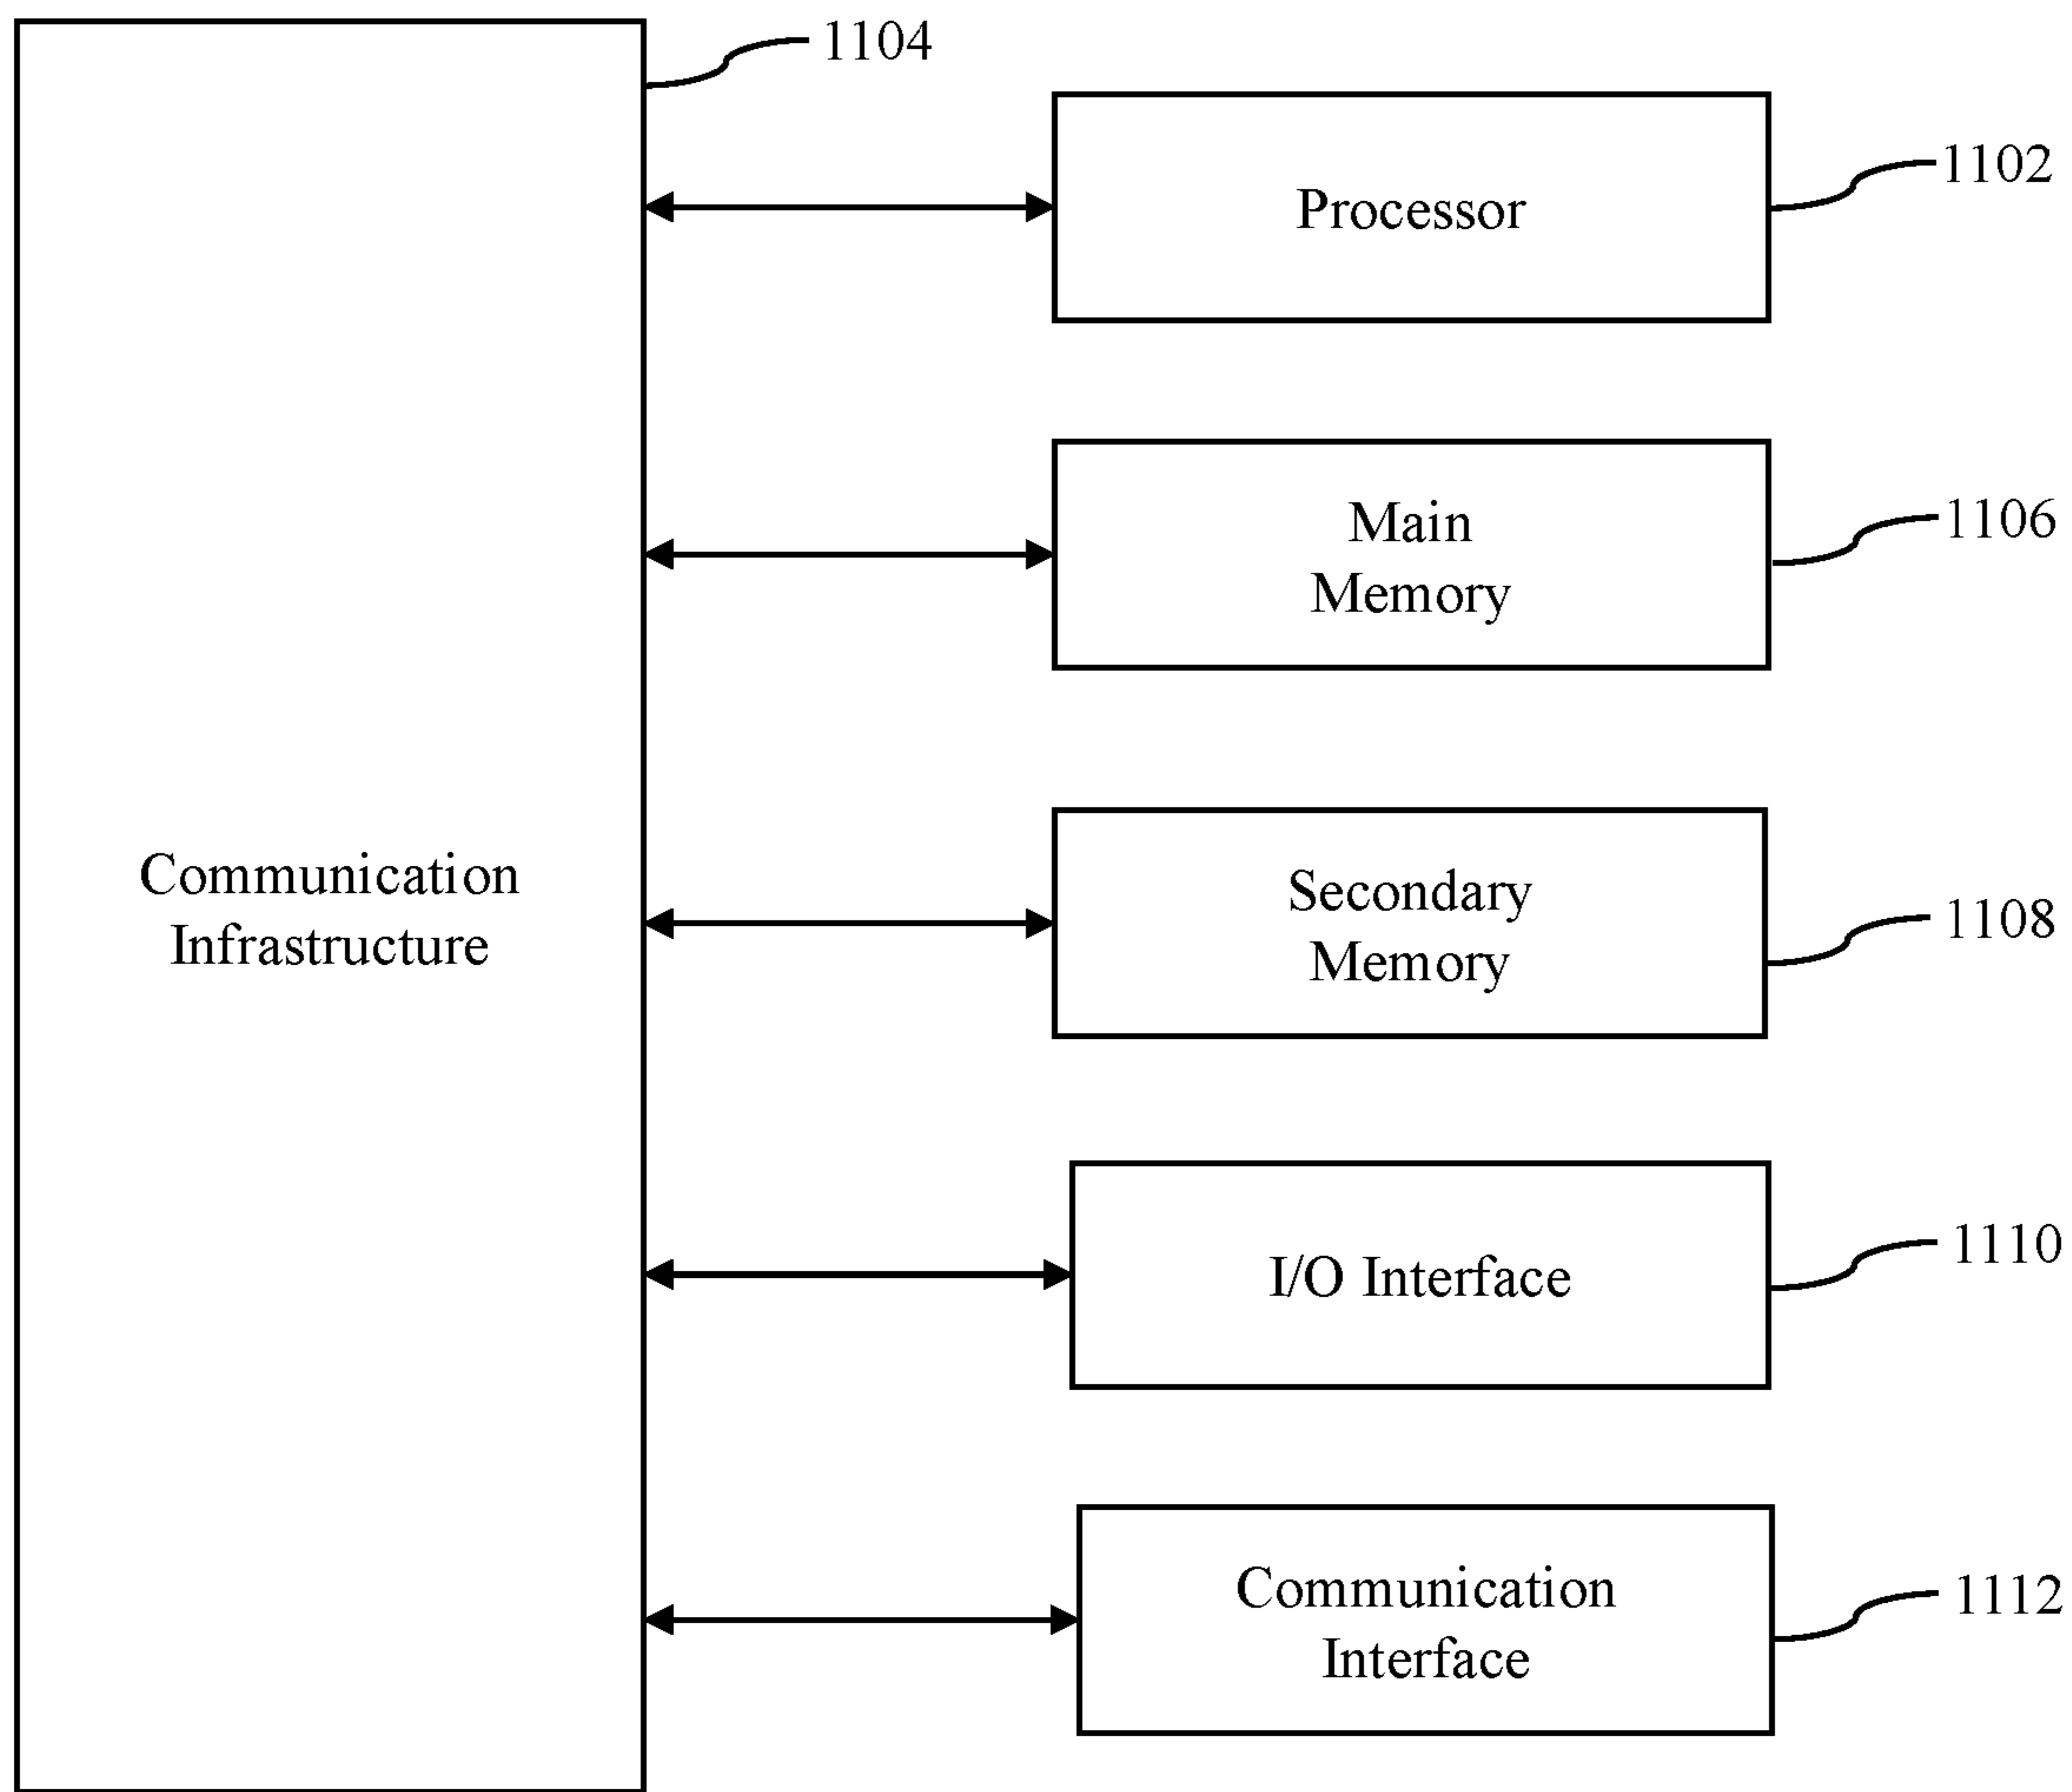 1104
Processor
1102
Main
Memory
1106
Communication
Infrastructure
Secondary
Memory
1108
I/O Interface
1110
Communication
Interface
1112